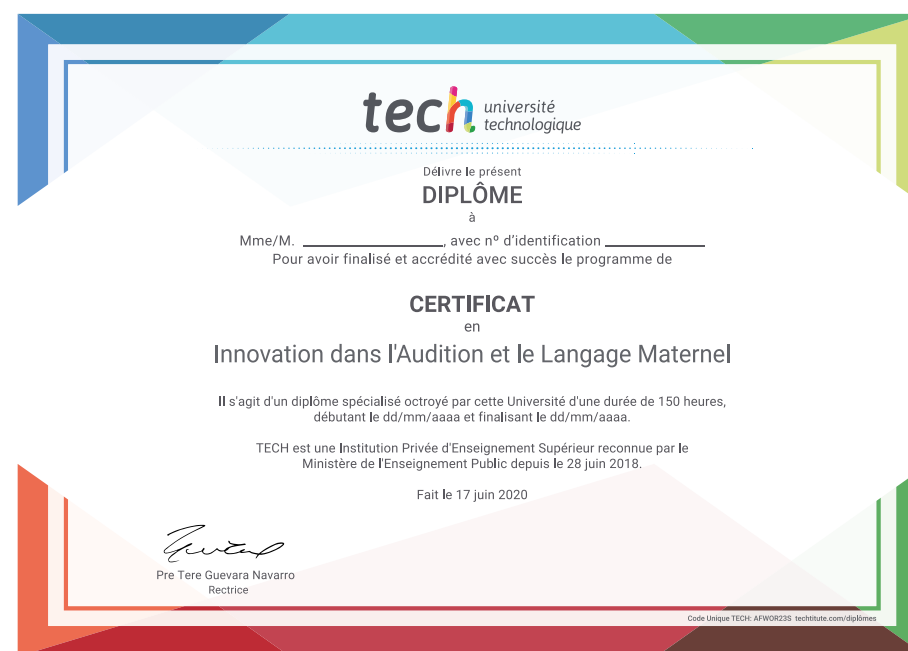 tech université
technologique
Délivre le présent
DIPLÔME
à
Mme/M. ____________________, avec nº d'identification ______________
Pour avoir finalisé et accrédité avec succès le programme de
CERTIFICAT
en
Innovation dans l'Audition et le Langage Maternel
Il s'agit d'un diplôme spécialisé octroyé par cette Université d'une durée de 150 heures,
débutant le dd/mm/aaaa et finalisant le dd/mm/aaaa.
TECH est une Institution Privée d'Enseignement Supérieur reconnue par le
Ministère de l'Enseignement Public depuis le 28 juin 2018.
Fait le 17 juin 2020
Pre Tere Guevara Navarro
Rectrice
Code Unique TECH: AFWOR23S techtitute.com/diplômes